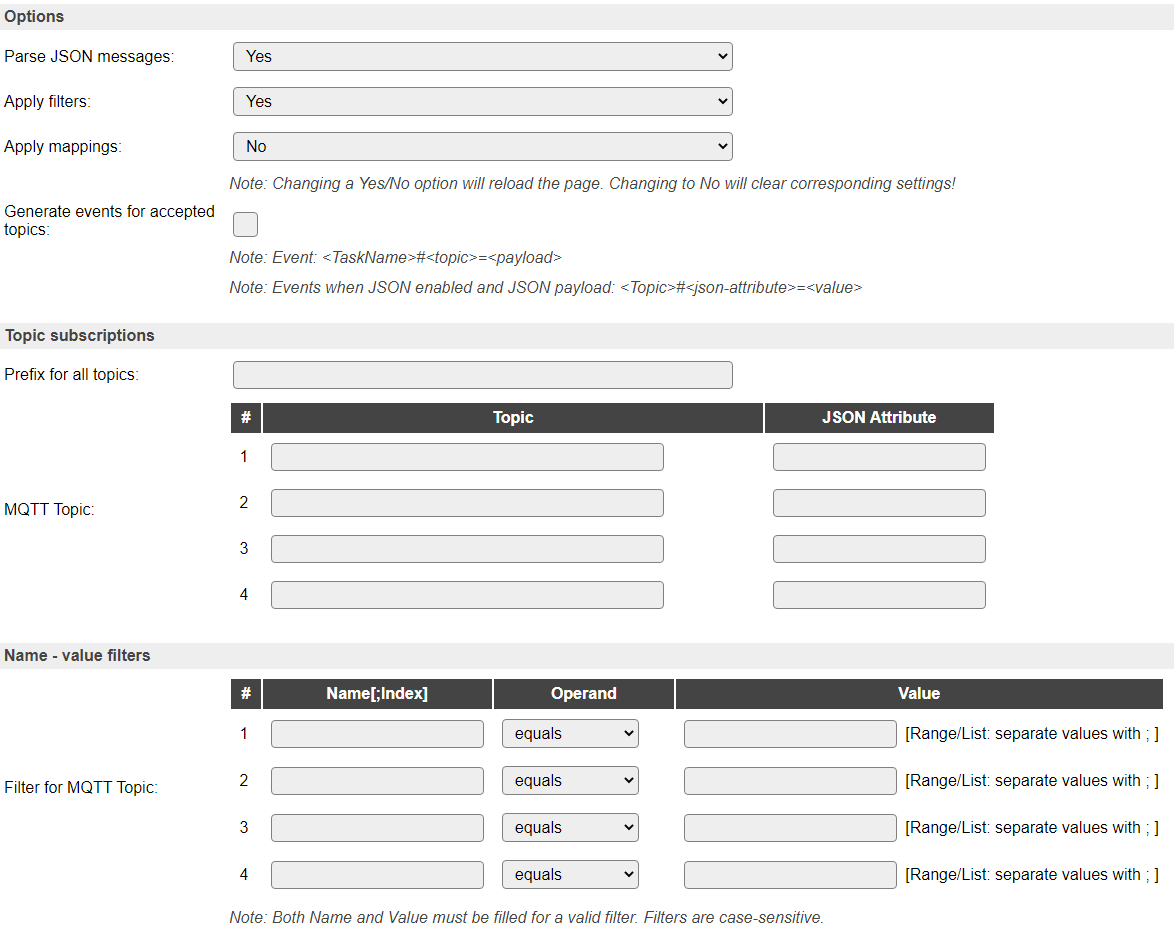 Options
Parse JSON messages: Yes
Apply filters: Yes
Apply mappings: No
Note: Changing a Yes/No option will reload the page. Changing to No will clear corresponding settings!
Generate events for accepted
topics:
Note: Event: <TaskName>#<topic>=<payload>
Note: Events when JSON enabled and JSON payload: <Topic>#<json-attribute>=<value>
Topic subscriptions
Prefix for all topics:
# Topic JSON Attribute
1
2
MQTT Topic:
3
4
Name - value filters
# Name[;Index] Operand Value
1 equals [Range/List: separate values with ; ]
2 equals [Range/List: separate values with ; ]
Filter for MQTT Topic:
3 equals [Range/List: separate values with ; ]
4 equals [Range/List: separate values with ; ]
Note: Both Name and Value must be filled for a valid filter. Filters are case-sensitive.